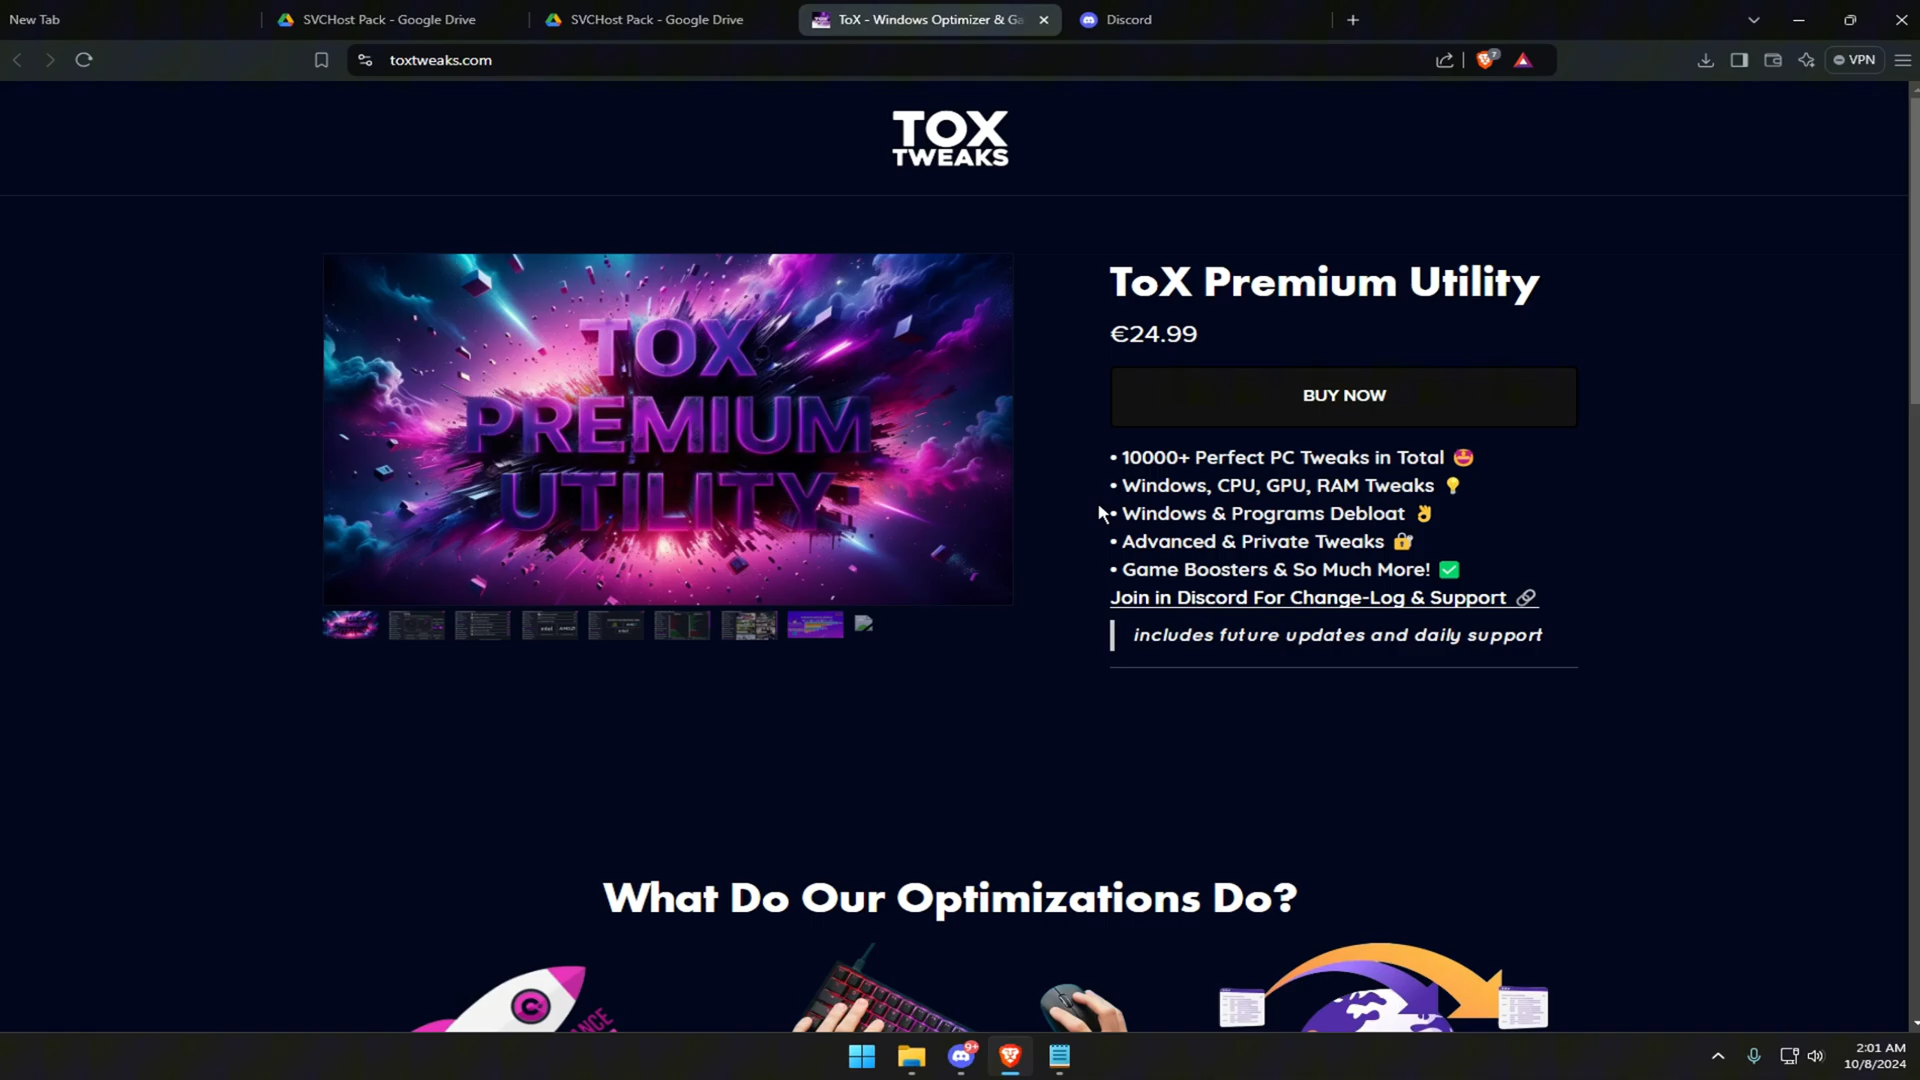 New Tab
SVCHost Pack - Google Drive
SVCHost Pack - Google Drive
ToX - Windows Optimizer & Ga
Discord
toxtweaks.com
7
VPN
TOX
TWEAKS
TOX
PREMIUM
UTILITY
ToX Premium Utility
€24.99
BUY NOW
• 10000+ Perfect PC Tweaks in Total 🤩
• Windows, CPU, GPU, RAM Tweaks 💡
• Windows & Programs Debloat 👌
• Advanced & Private Tweaks 🔐
• Game Boosters & So Much More! ✅
Join in Discord For Change-Log & Support 🔗
includes future updates and daily support
What Do Our Optimizations Do?
9+
2:01 AM
10/8/2024